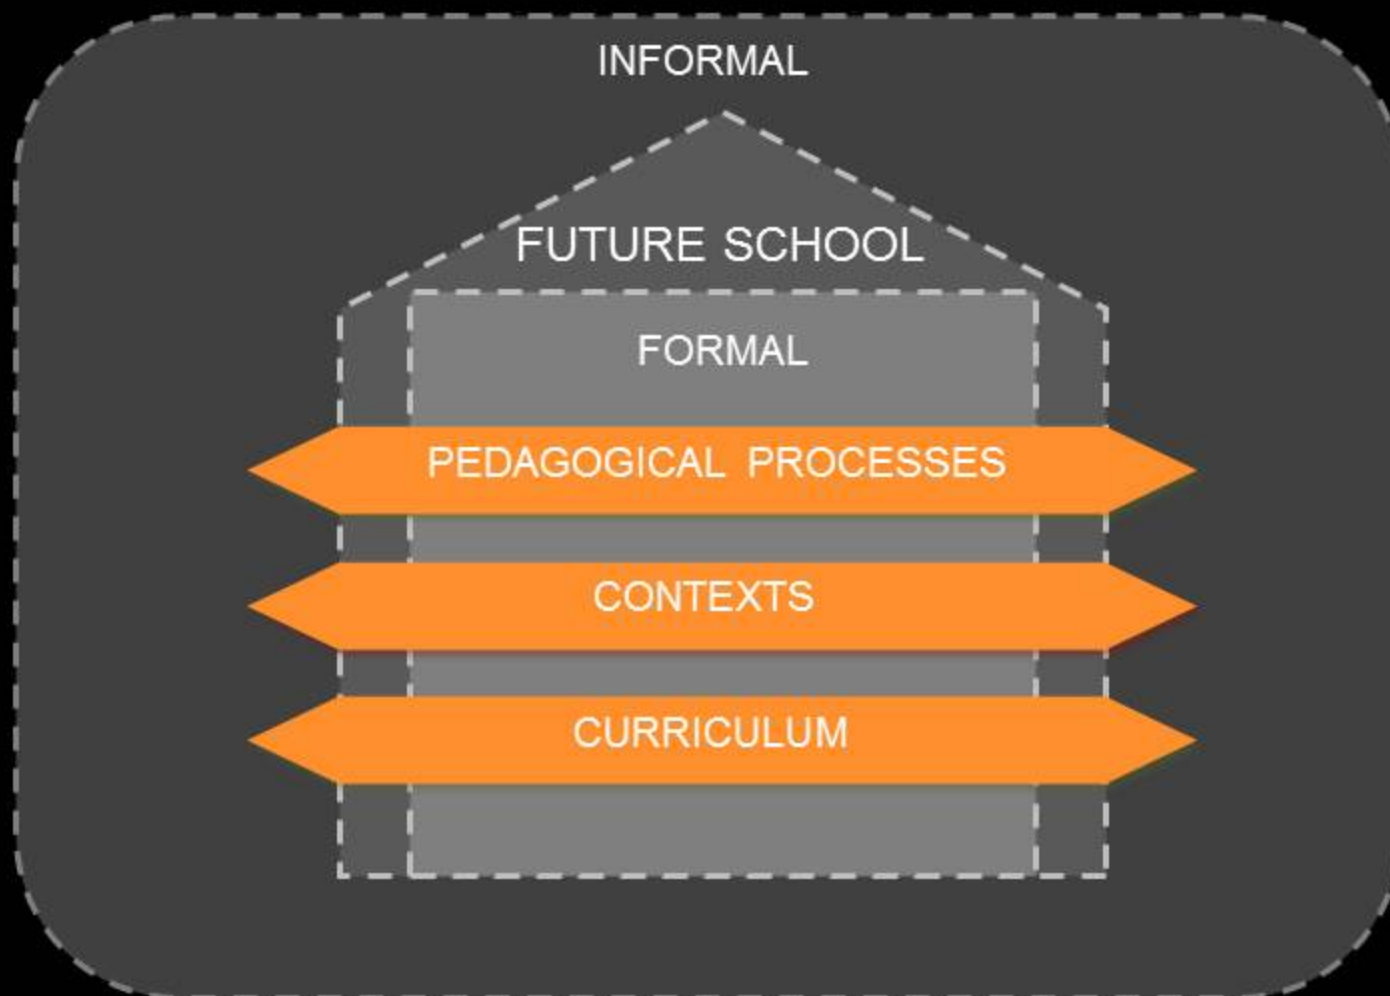 INFORMAL
FUTURE SCHOOL
FORMAL
PEDAGOGICAL PROCESSES
CONTEXTS
CURRICULUM